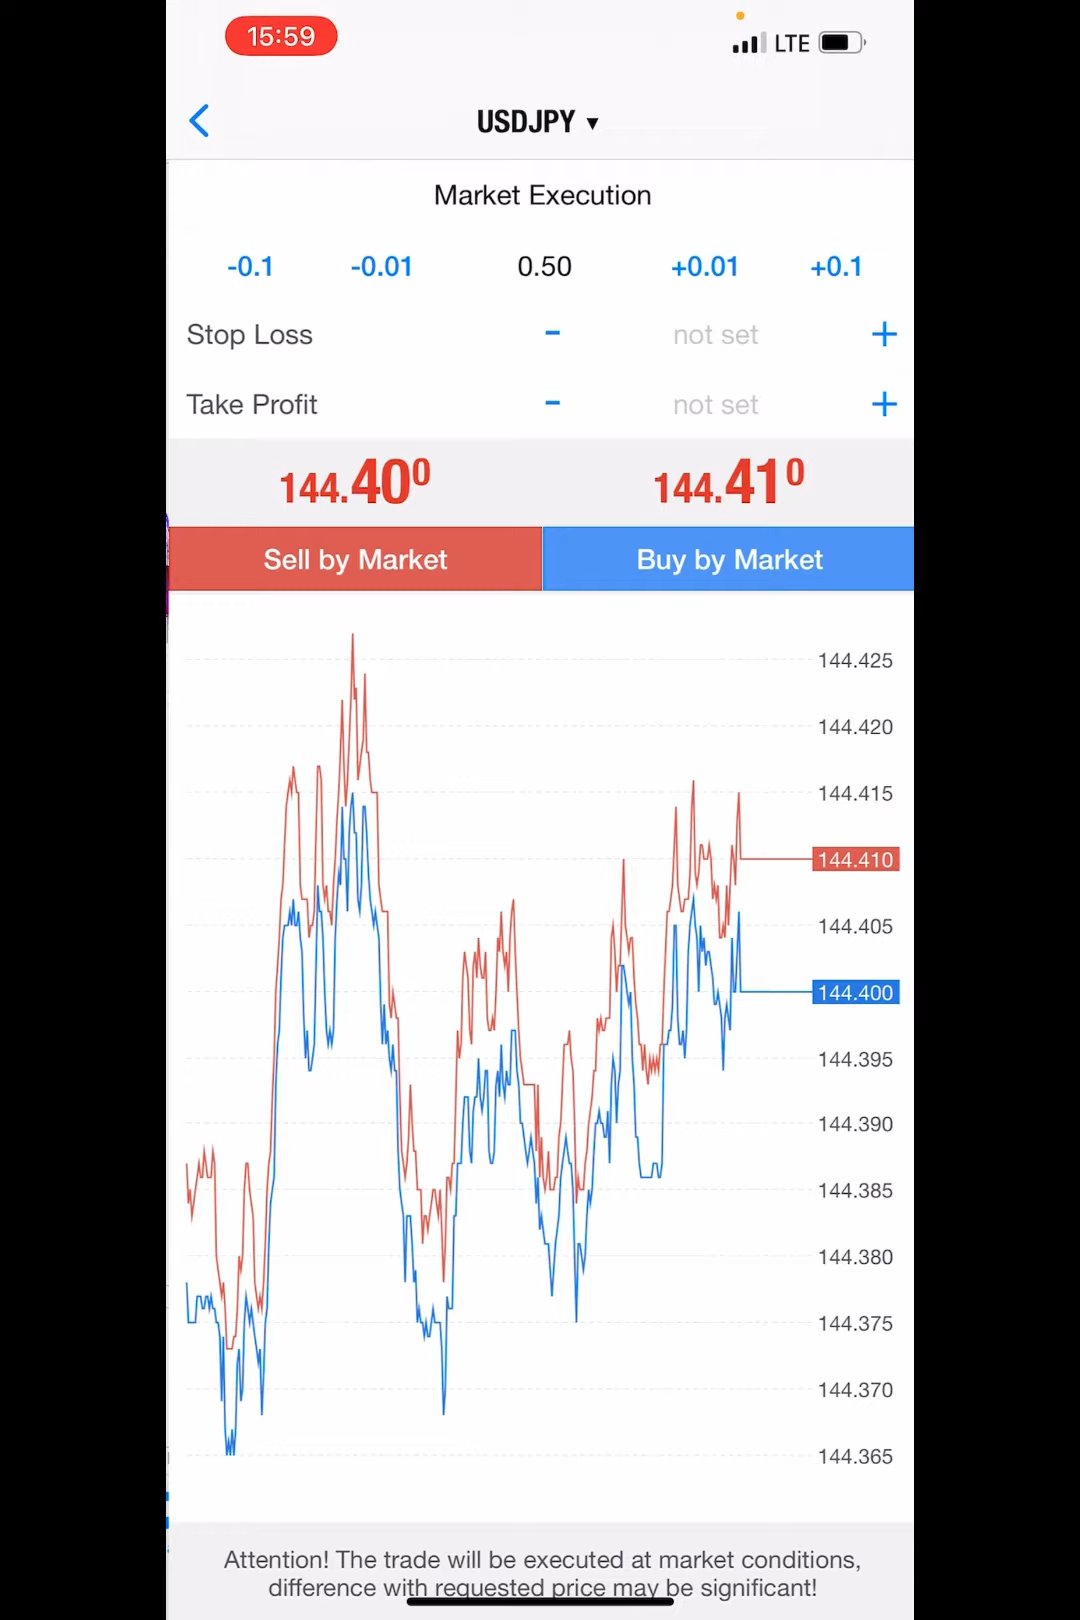 15:59
LTE
USDJPY ▼
Market Execution
-0.1 -0.01 0.50 +0.01 +0.1
Stop Loss - not set +
Take Profit - not set +
144.400 144.410
Sell by Market Buy by Market
144.425
144.420
144.415
144.410
144.405
144.400
144.395
144.390
144.385
144.380
144.375
144.370
144.365
Attention! The trade will be executed at market conditions,
difference with requested price may be significant!